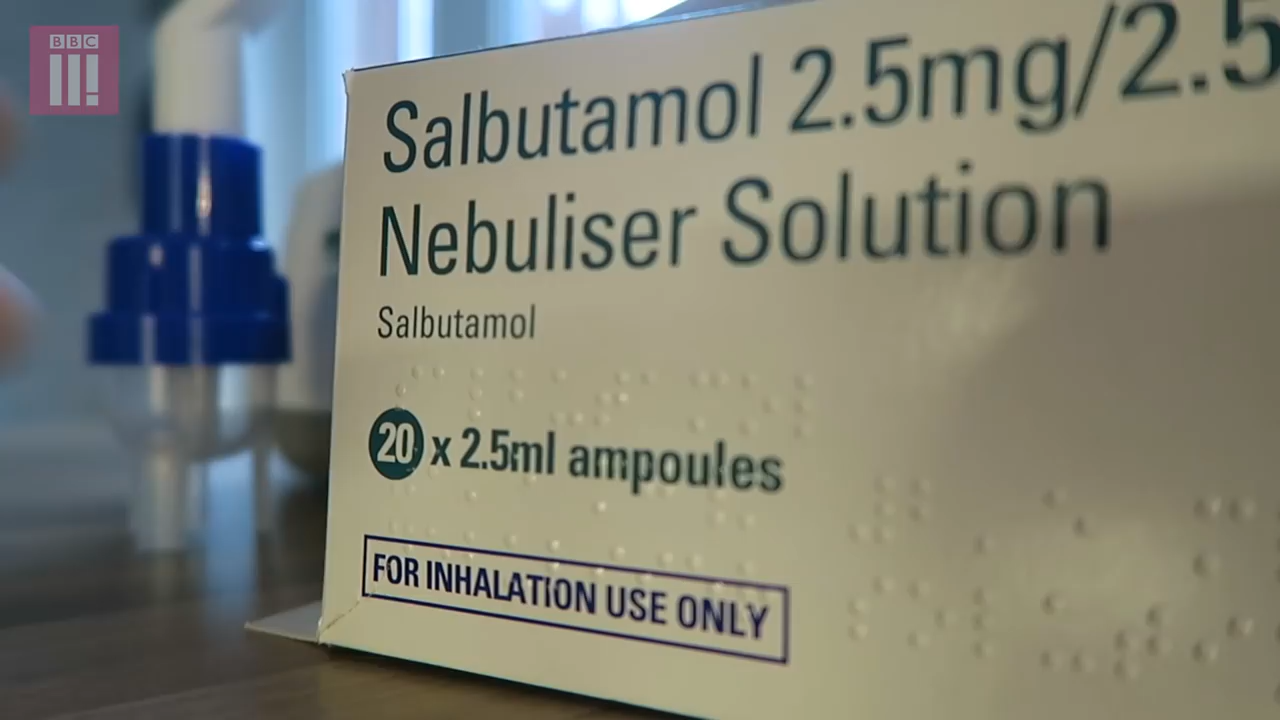 BBC
Salbutamol 2.5mg/2.5
Nebuliser Solution
Salbutamol
20 x 2.5ml ampoules
FOR INHALATION USE ONLY